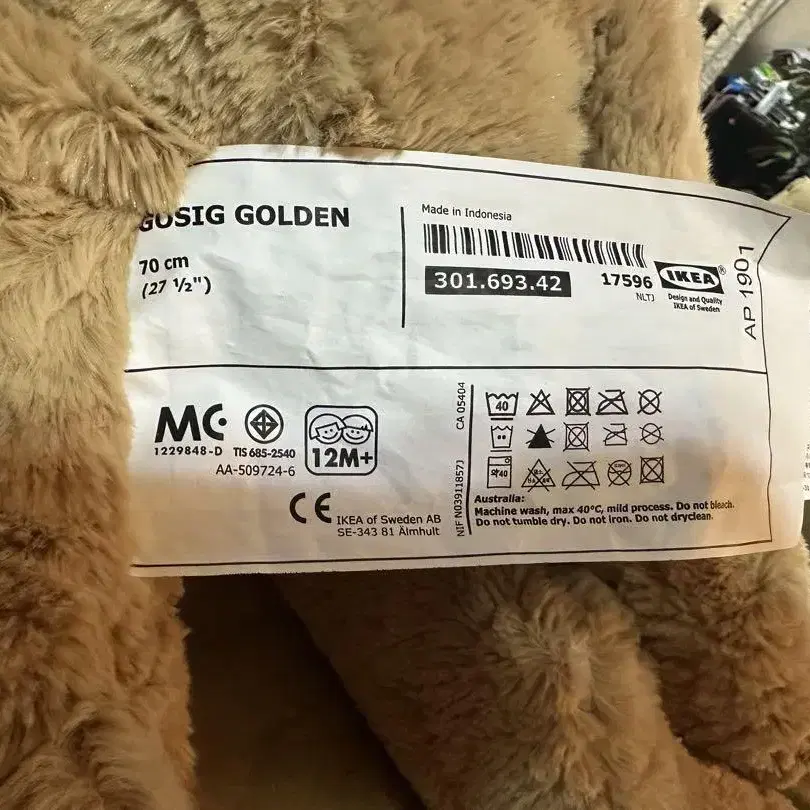 GOSIG GOLDEN
70 cm
(27 ½")
Made in Indonesia
301.693.42
17596
NLTJ
IKEA®
Design and Quality
IKEA of Sweden
AP 1901
MC
1229848-D
TIS 685-2540
AA-509724-6
12M+
CE
IKEA of Sweden AB
SE-343 81 Älmhult
CA 05404
NIF N03911857J
40
40
Australia:
Machine wash, max 40°C, mild process. Do not bleach.
Do not tumble dry. Do not iron. Do not dryclean.